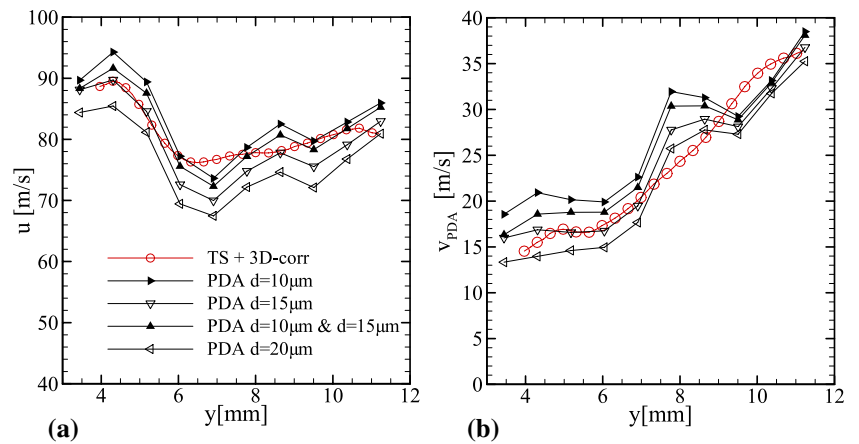 100
90
80
70
60
50
40
u [m/s]
TS + 3D-corr
PDA d=10μm
PDA d=15μm
PDA d=10μm & d=15μm
PDA d=20μm
4 6 8 10 12
y[mm]
(a)
40
35
30
25
20
15
10
5
0
v_PDA [m/s]
4 6 8 10 12
y[mm]
(b)